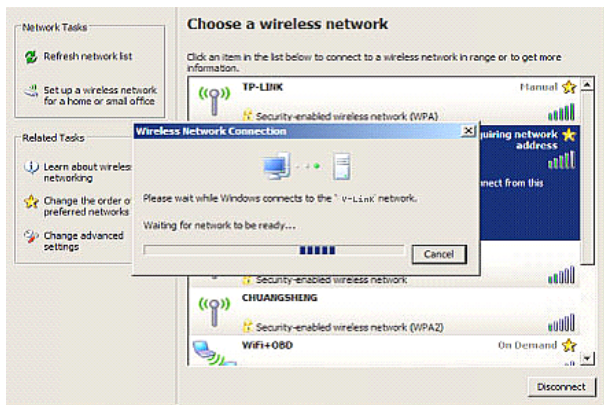 Network Tasks
Refresh network list
Set up a wireless network
for a home or small office
Related Tasks
Learn about wireless
networking
Change the order o
preferred networks
Change advanced
settings
Choose a wireless network
Click an item in the list below to connect to a wireless network in range or to get more
information.
TP-LINK
Manual
Security-enabled wireless network (WPA)
quiring network
address
nnect from this
Wireless Network Connection
Please wait while Windows connects to the ' V-Link' network.
Waiting for network to be ready...
Cancel
Security-enabled wireless network
CHUANGSHENG
Security-enabled wireless network (WPA2)
WiFi+OBD
On Demand
Disconnect